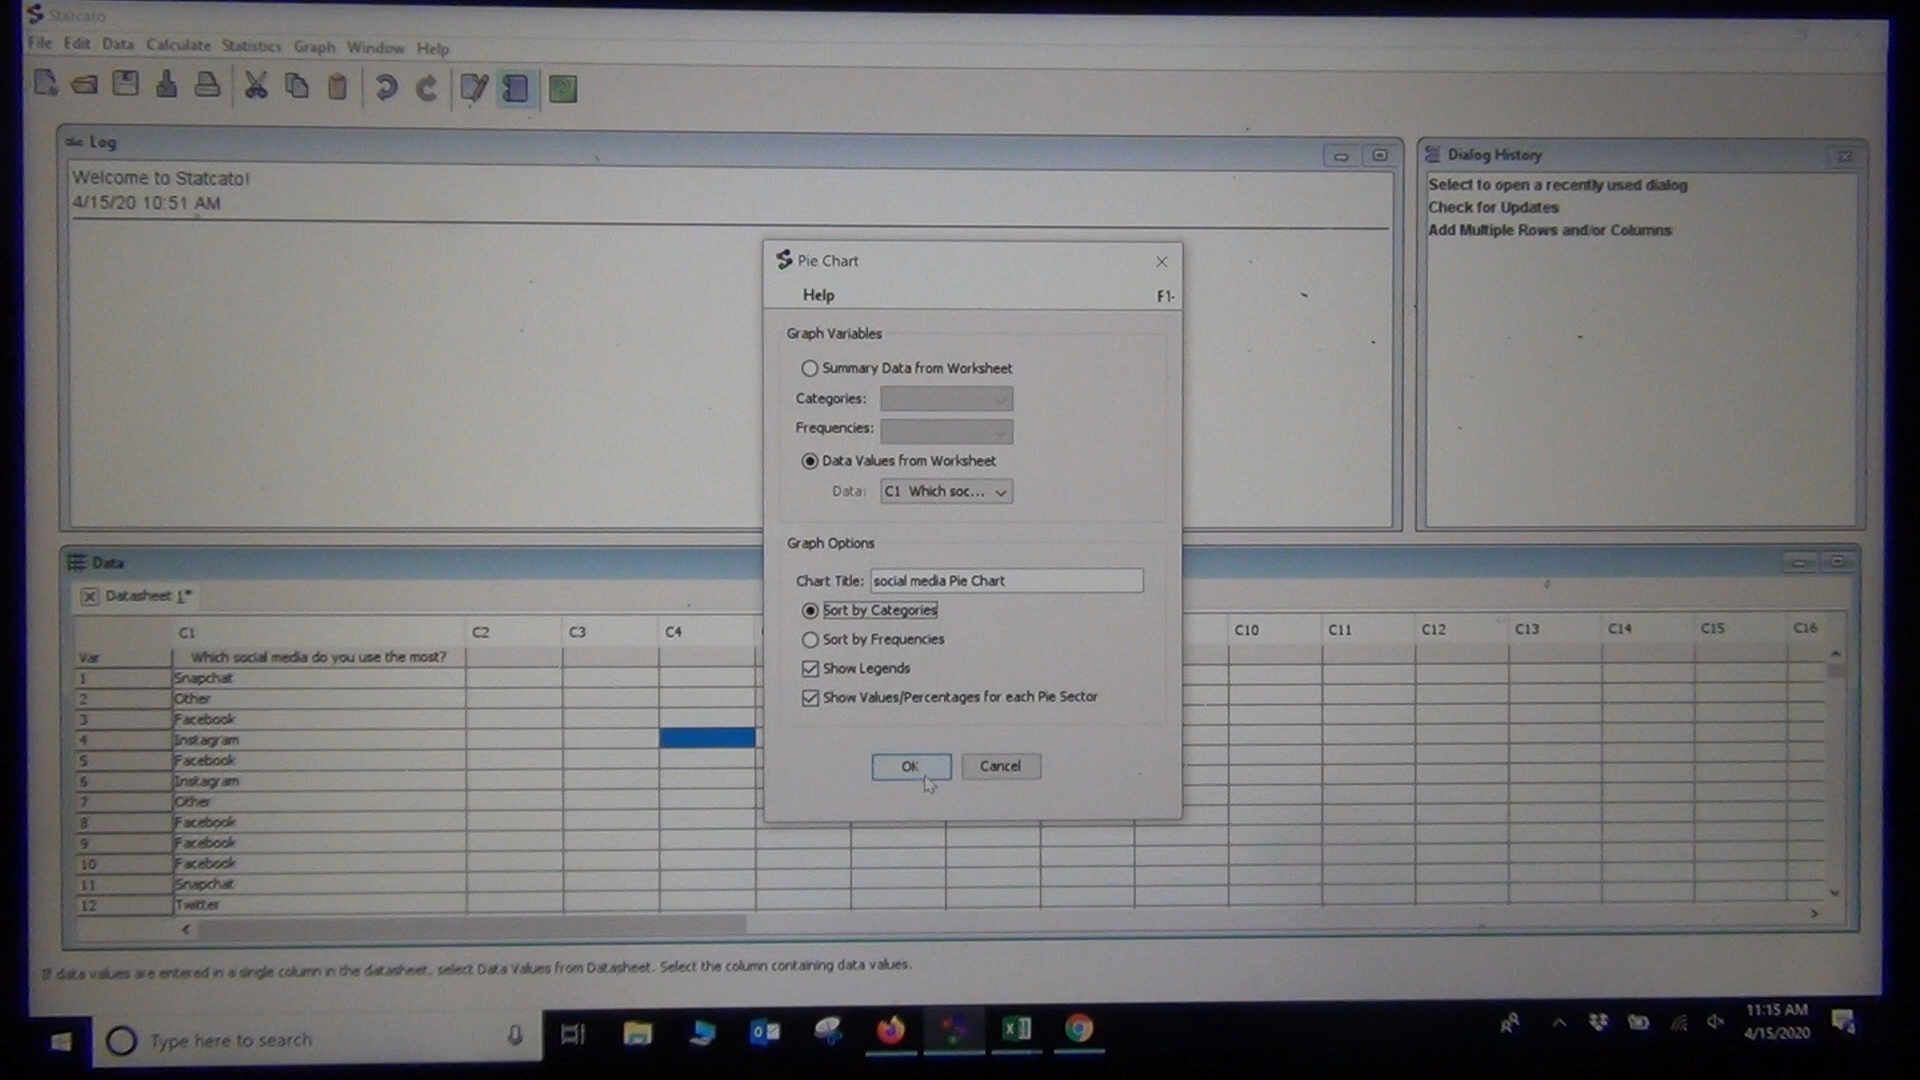 Statcato
File Edit Data Calculate Statistics Graph Window Help
Log
Welcome to Statcato!
4/15/20 10:51 AM
Dialog History
Select to open a recently used dialog
Check for Updates
Add Multiple Rows and/or Columns
Pie Chart
Help F1-
Graph Variables
Summary Data from Worksheet
Categories:
Frequencies:
Data Values from Worksheet
Data: C1 Which soc...
Graph Options
Chart Title: social media Pie Chart
Sort by Categories
Sort by Frequencies
Show Legends
Show Values/Percentages for each Pie Sector
OK Cancel
Data
Datasheet 1*
C1 C2 C3 C4 C10 C11 C12 C13 C14 C15 C16
Var Which social media do you use the most?
1 Snapchat
2 Other
3 Facebook
4 Instagram
5 Facebook
6 Instagram
7 Other
8 Facebook
9 Facebook
10 Facebook
11 Snapchat
12 Twitter
If data values are entered in a single column in the datasheet, select Data Values from Datasheet. Select the column containing data values.
Type here to search
11:15 AM
4/15/2020